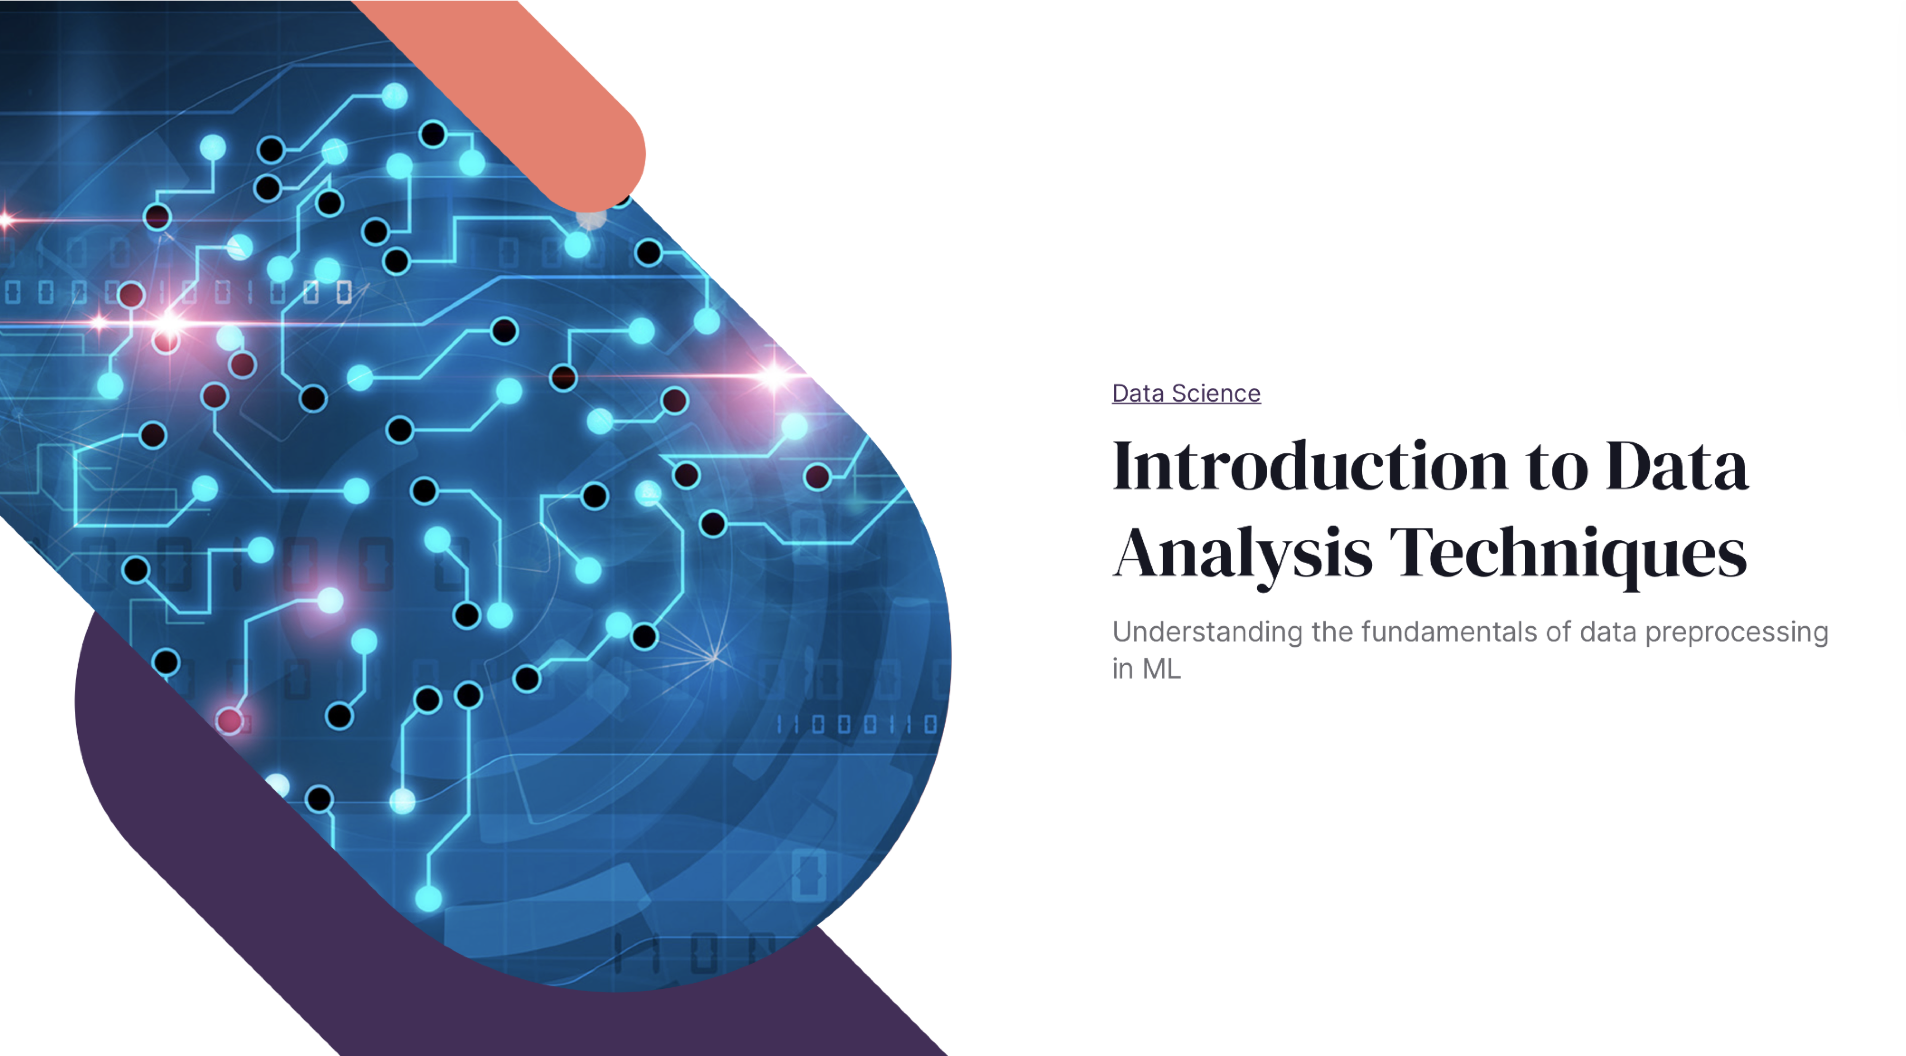 Data Science
Introduction to Data
Analysis Techniques
Understanding the fundamentals of data preprocessing
in ML